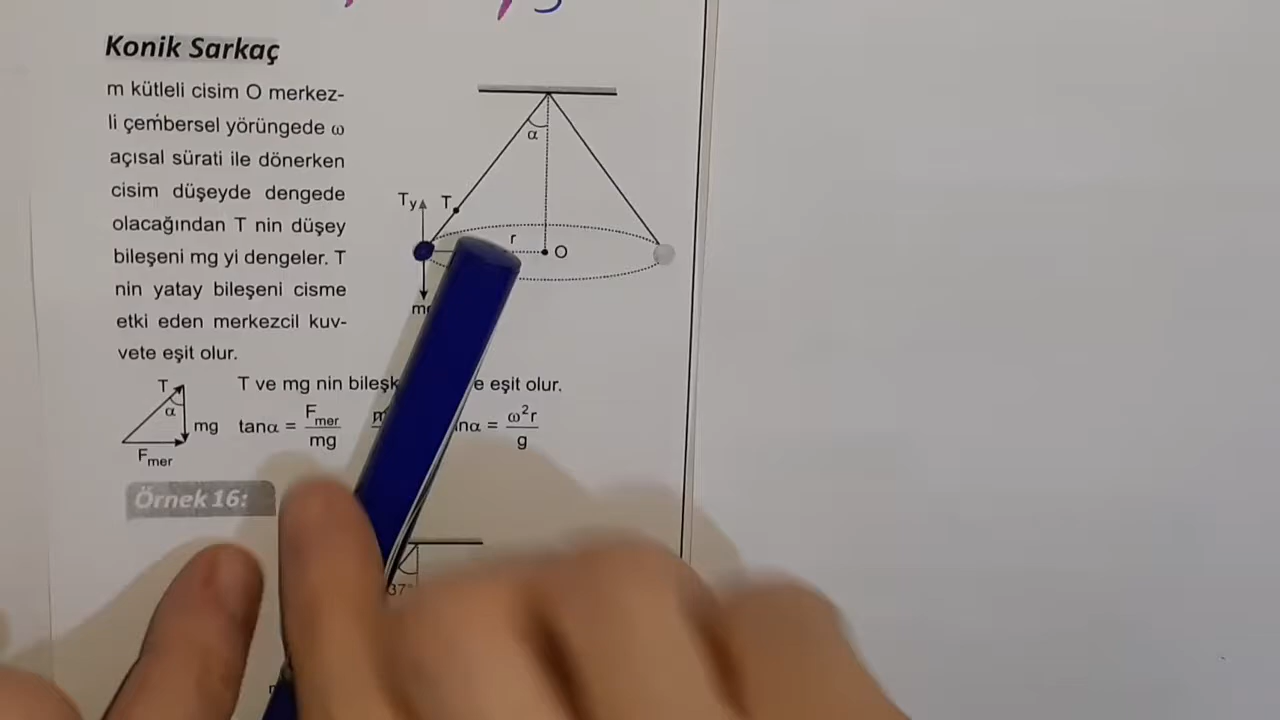 Konik Sarkaç
m kütleli cisim O merkez-
li çembersel yörüngede ω
açısal sürati ile dönerken
cisim düşeyde dengede
olacağından T nin düşey
bileşeni mg yi dengeler. T
nin yatay bileşeni cisme
etki eden merkezcil kuv-
vete eşit olur.
α
Ty T
r
O
T ve mg nin eşit olur.
T
α
mg
Fmer
tanα = Fmer / mg
= ω²r / g
Örnek 16:
37°